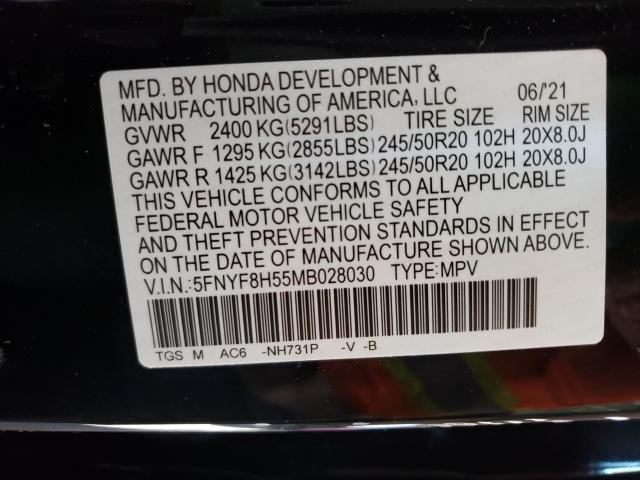 MFD. BY HONDA DEVELOPMENT &
MANUFACTURING OF AMERICA, LLC 06/'21
GVWR 2400 KG(5291LBS) TIRE SIZE RIM SIZE
GAWR F 1295 KG(2855LBS) 245/50R20 102H 20X8.0J
GAWR R 1425 KG(3142LBS) 245/50R20 102H 20X8.0J
THIS VEHICLE CONFORMS TO ALL APPLICABLE
FEDERAL MOTOR VEHICLE SAFETY
AND THEFT PREVENTION STANDARDS IN EFFECT
ON THE DATE OF MANUFACTURE SHOWN ABOVE.
V.I.N.:5FNYF8H55MB028030 TYPE:MPV
TGS M AC6 -NH731P -V -B